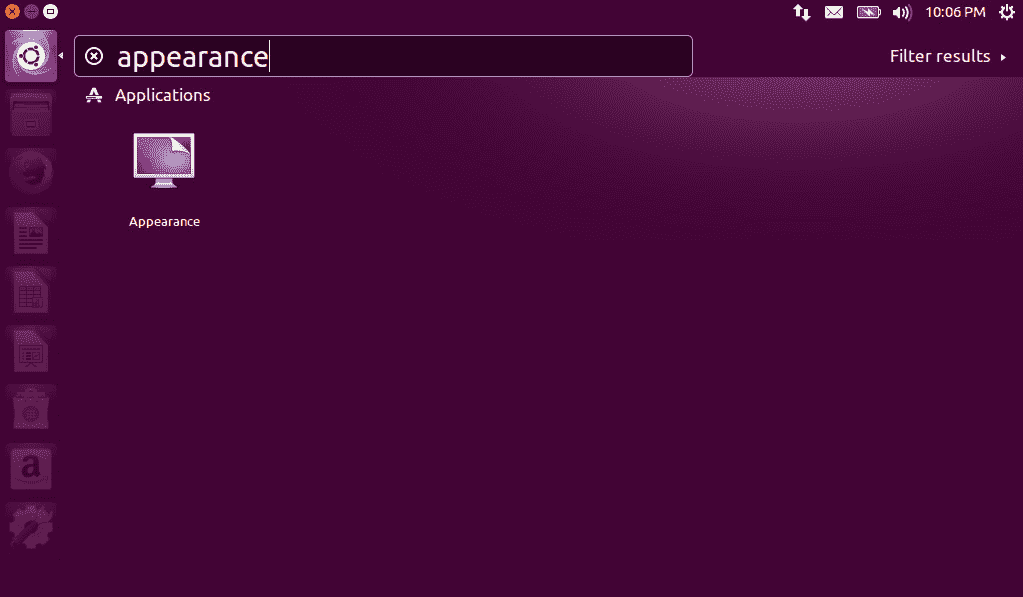 10:06 PM
appearance
Filter results
Applications
Appearance
a